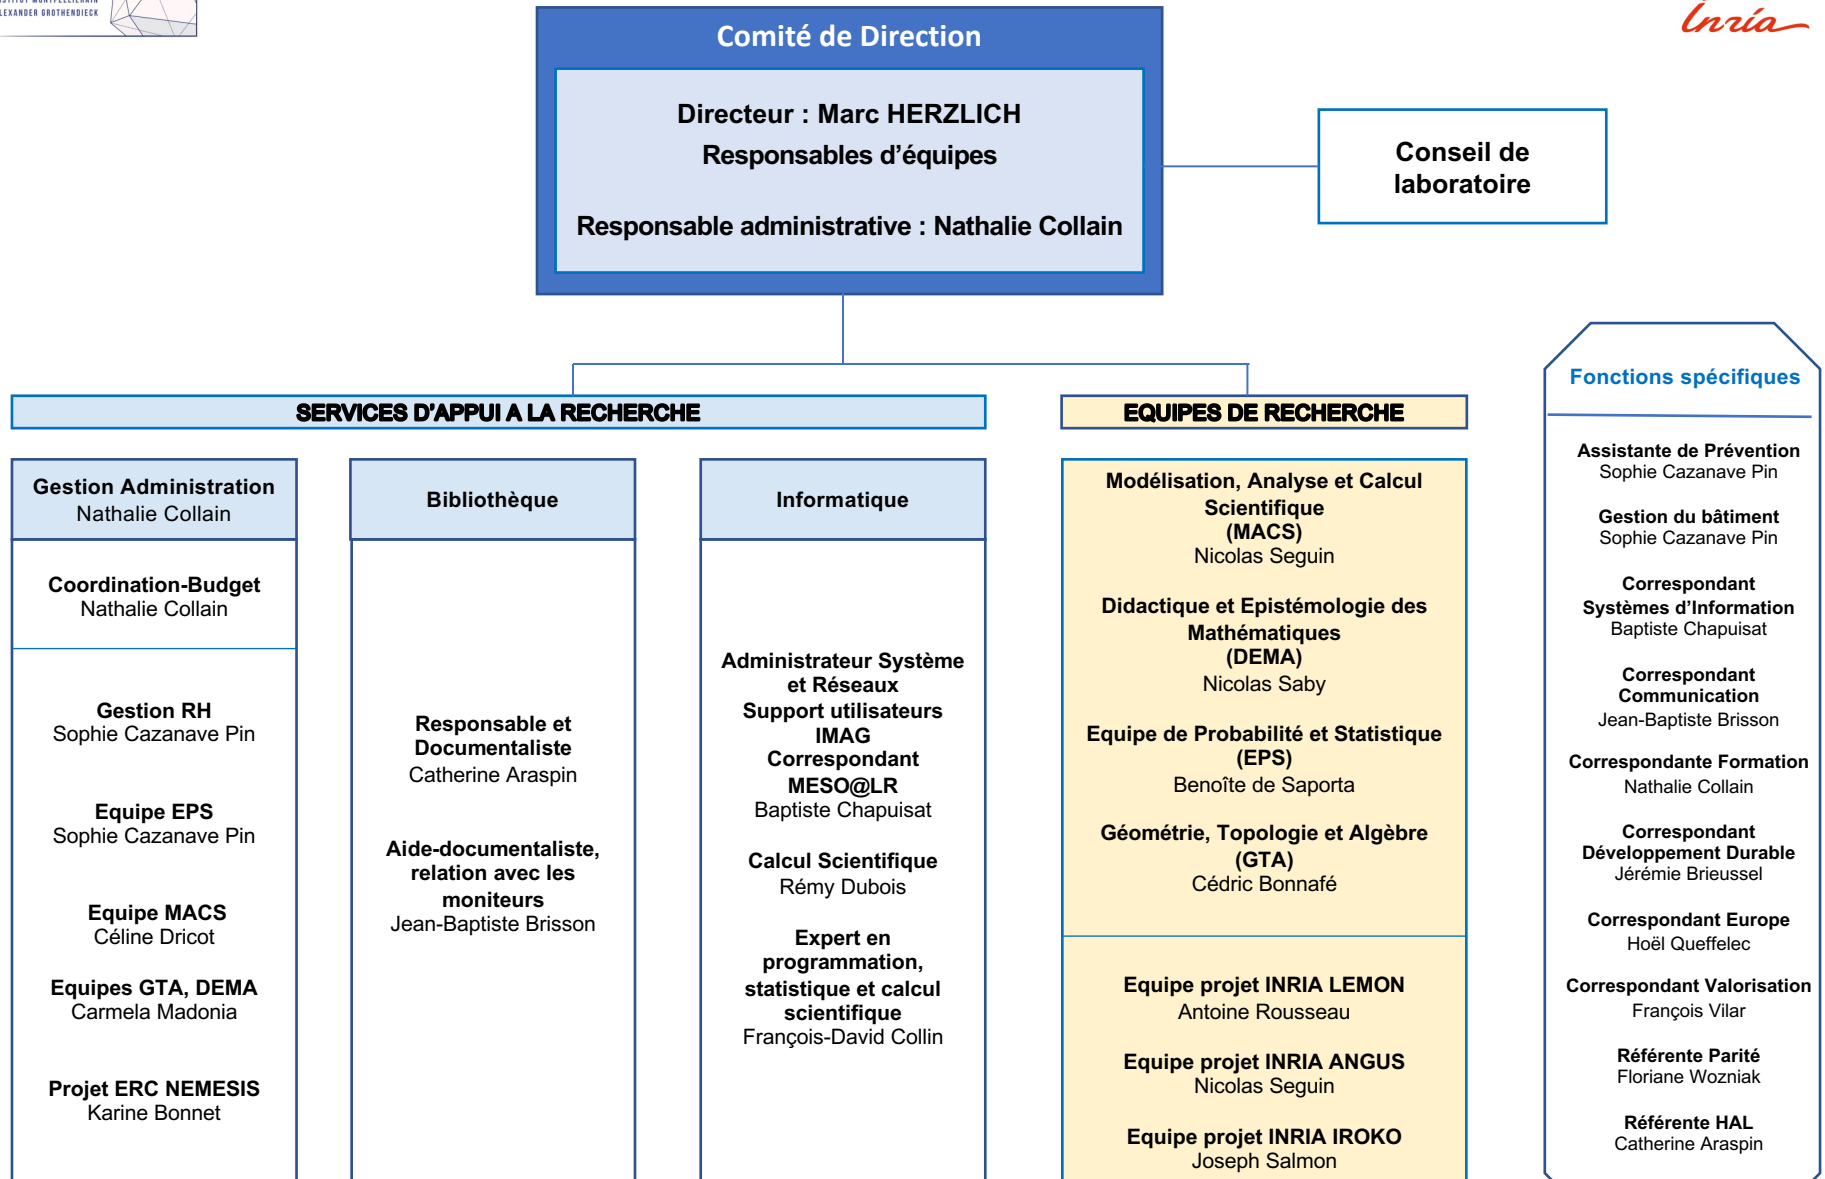 ALEXANDER GROTHENDIECK
Inria
Comité de Direction
Directeur : Marc HERZLICH
Responsables d'équipes
Responsable administrative : Nathalie Collain
Conseil de
laboratoire
SERVICES D'APPUI A LA RECHERCHE
Gestion Administration
Nathalie Collain
Coordination-Budget
Nathalie Collain
Gestion RH
Sophie Cazanave Pin
Equipe EPS
Sophie Cazanave Pin
Equipe MACS
Céline Dricot
Equipes GTA, DEMA
Carmela Madonia
Projet ERC NEMESIS
Karine Bonnet
Bibliothèque
Responsable et
Documentaliste
Catherine Araspin
Aide-documentaliste,
relation avec les
moniteurs
Jean-Baptiste Brisson
Informatique
Administrateur Système
et Réseaux
Support utilisateurs
IMAG
Correspondant
MESO@LR
Baptiste Chapuisat
Calcul Scientifique
Rémy Dubois
Expert en
programmation,
statistique et calcul
scientifique
François-David Collin
EQUIPES DE RECHERCHE
Modélisation, Analyse et Calcul
Scientifique
(MACS)
Nicolas Seguin
Didactique et Epistémologie des
Mathématiques
(DEMA)
Nicolas Saby
Equipe de Probabilité et Statistique
(EPS)
Benoîte de Saporta
Géométrie, Topologie et Algèbre
(GTA)
Cédric Bonnafé
Equipe projet INRIA LEMON
Antoine Rousseau
Equipe projet INRIA ANGUS
Nicolas Seguin
Equipe projet INRIA IROKO
Joseph Salmon
Fonctions spécifiques
Assistante de Prévention
Sophie Cazanave Pin
Gestion du bâtiment
Sophie Cazanave Pin
Correspondant
Systèmes d'Information
Baptiste Chapuisat
Correspondant
Communication
Jean-Baptiste Brisson
Correspondante Formation
Nathalie Collain
Correspondant
Développement Durable
Jérémie Brieussel
Correspondant Europe
Hoël Queffelec
Correspondant Valorisation
François Vilar
Référente Parité
Floriane Wozniak
Référente HAL
Catherine Araspin